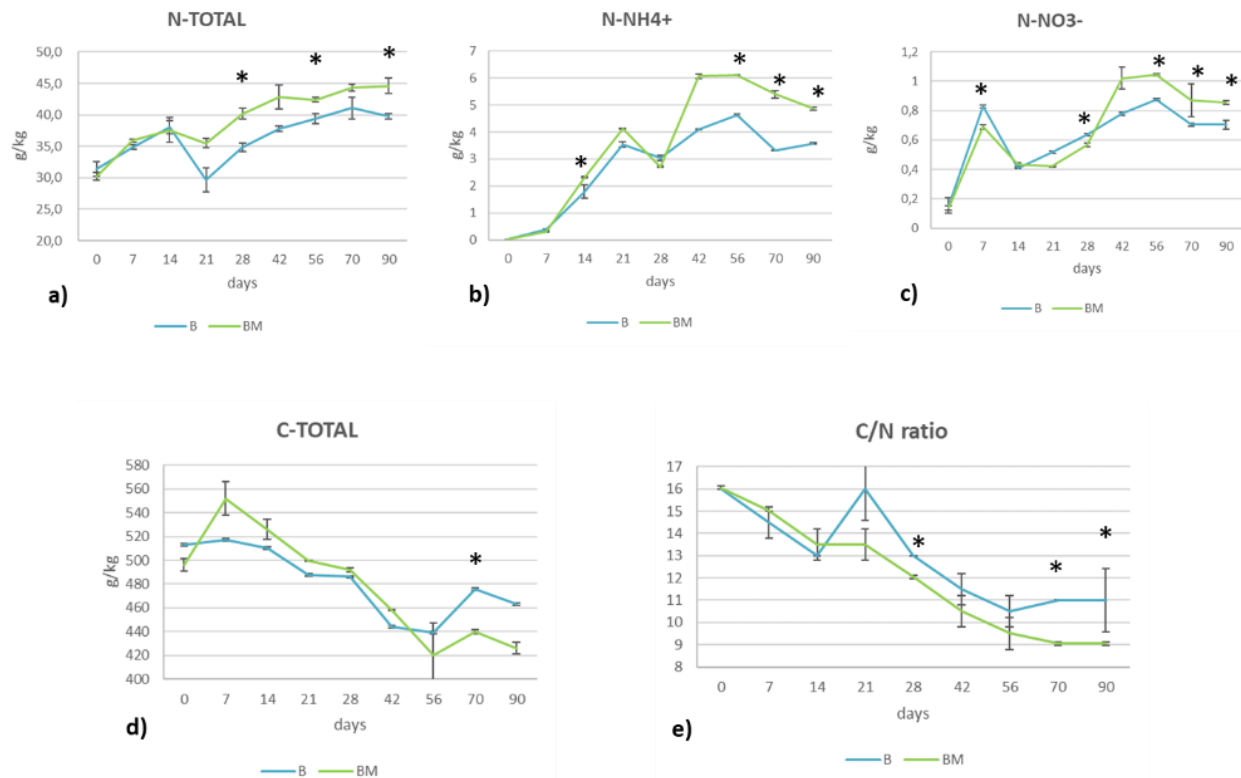 N-TOTAL
50,0
45,0
40,0
35,0
30,0
25,0
20,0
g/kg
* * *
0 7 14 21 28 42 56 70 90
days
a)
B BM
N-NH4+
7
6
5
4
3
2
1
0
g/kg
* * * *
0 7 14 21 28 42 56 70 90
days
b)
B BM
N-NO3-
1,2
1
0,8
0,6
0,4
0,2
0
g/kg
* * * * *
0 7 14 21 28 42 56 70 90
days
c)
B BM
C-TOTAL
580
560
540
520
500
480
460
440
420
400
g/kg
*
0 7 14 21 28 42 56 70 90
days
d)
B BM
C/N ratio
17
16
15
14
13
12
11
10
9
8
* * *
0 7 14 21 28 42 56 70 90
days
e)
B BM